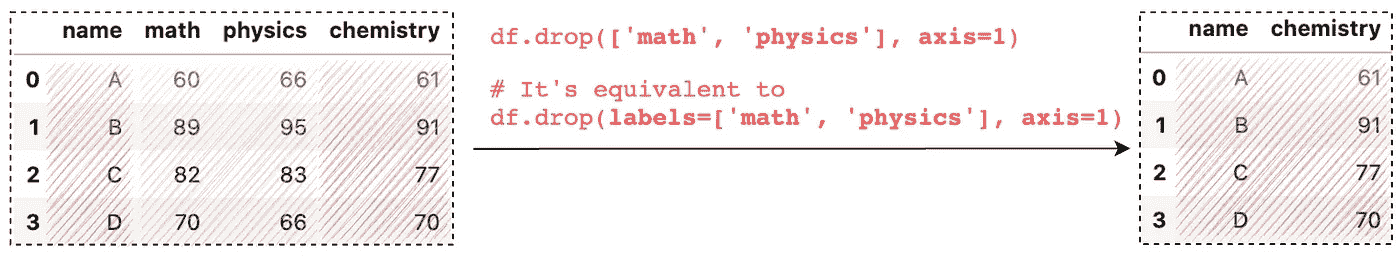 name math physics chemistry
0 A 60 66 61
1 B 89 95 91
2 C 82 83 77
3 D 70 66 70
df.drop(['math', 'physics'], axis=1)
# It's equivalent to
df.drop(labels=['math', 'physics'], axis=1)
name chemistry
0 A 61
1 B 91
2 C 77
3 D 70